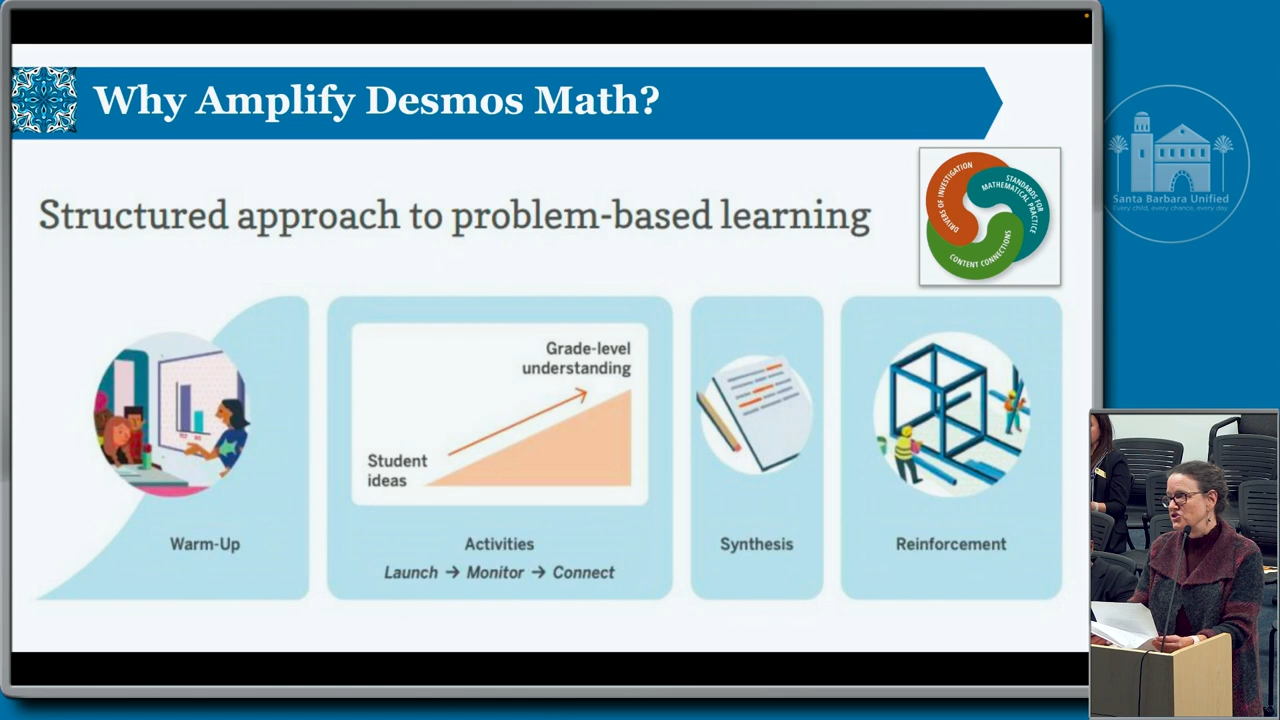 Why Amplify Desmos Math?
Structured approach to problem-based learning
DRIVERS OF INVESTIGATION
STANDARDS FOR
MATHEMATICAL PRACTICE
CONTENT CONNECTIONS
Santa Barbara Unified
Every child, every chance, every day.
Grade-level
understanding
Student
ideas
Warm-Up
Activities
Launch → Monitor → Connect
Synthesis
Reinforcement